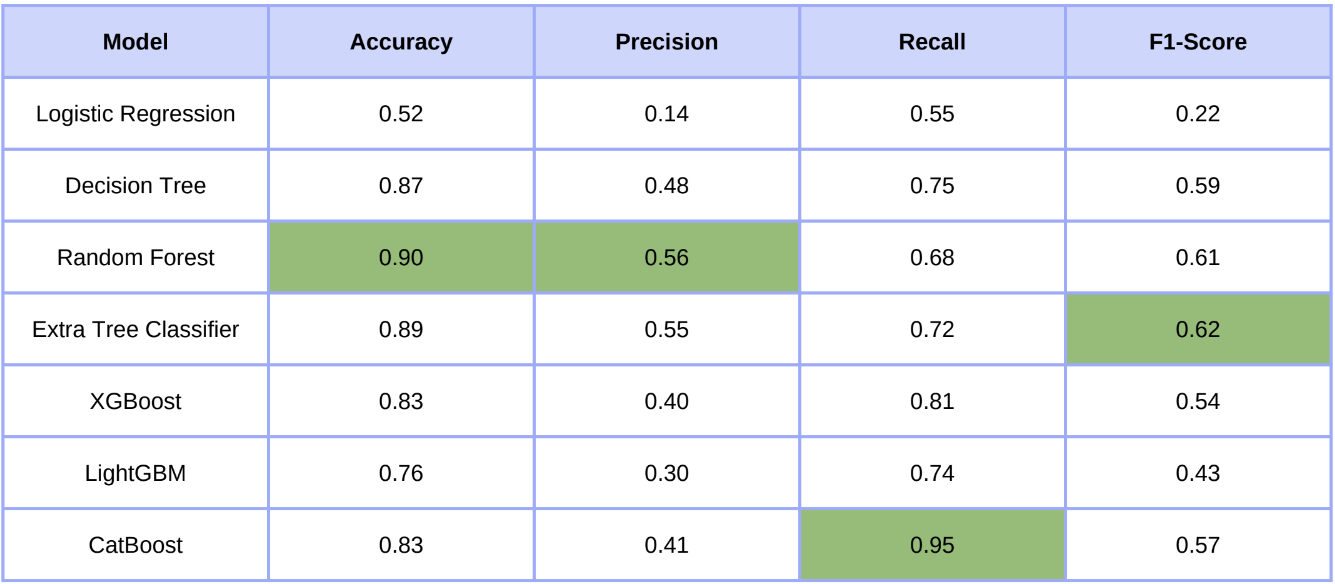 Model Accuracy Precision Recall F1-Score
Logistic Regression 0.52 0.14 0.55 0.22
Decision Tree 0.87 0.48 0.75 0.59
Random Forest 0.90 0.56 0.68 0.61
Extra Tree Classifier 0.89 0.55 0.72 0.62
XGBoost 0.83 0.40 0.81 0.54
LightGBM 0.76 0.30 0.74 0.43
CatBoost 0.83 0.41 0.95 0.57